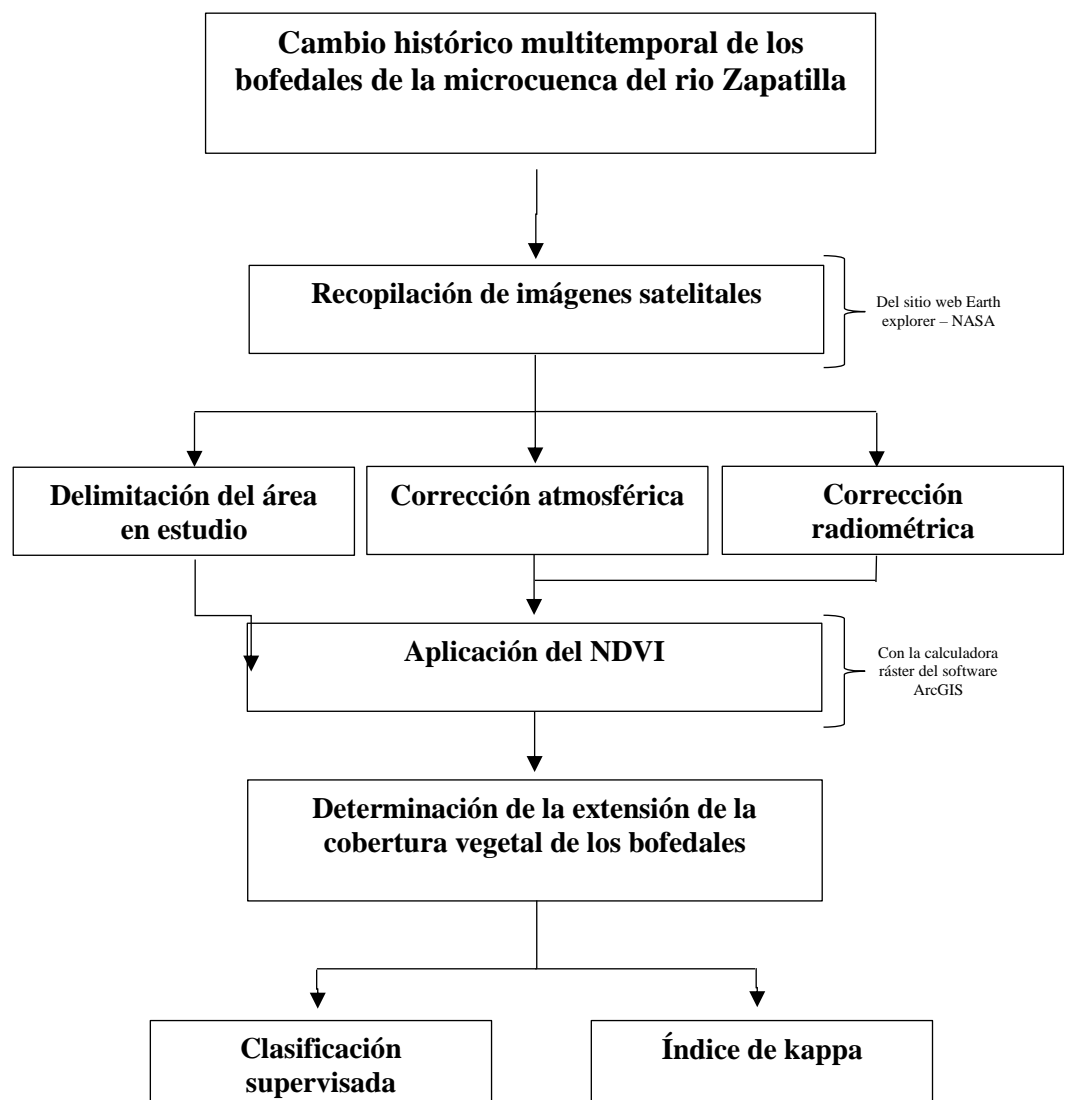 Cambio histórico multitemporal de los
bofedales de la microcuenca del rio Zapatilla
Recopilación de imágenes satelitales
Del sitio web Earth
explorer – NASA
Delimitación del área
en estudio
Corrección atmosférica
Corrección
radiométrica
Aplicación del NDVI
Con la calculadora
ráster del software
ArcGIS
Determinación de la extensión de la
cobertura vegetal de los bofedales
Clasificación
supervisada
Índice de kappa